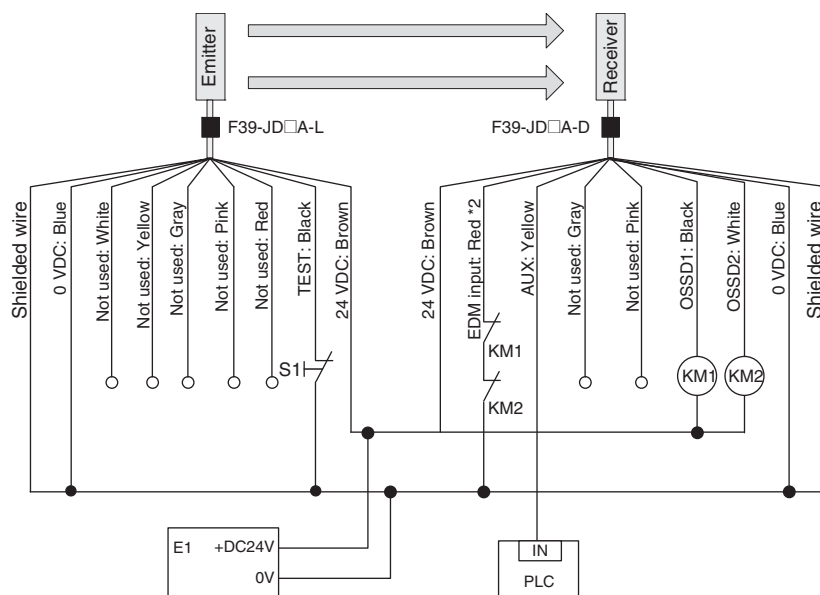 Emitter
Receiver
F39-JD□A-L
F39-JD□A-D
Shielded wire
0 VDC: Blue
Not used: White
Not used: Yellow
Not used: Gray
Not used: Pink
Not used: Red
TEST: Black
24 VDC: Brown
24 VDC: Brown
EDM input: Red *2
AUX: Yellow
Not used: Gray
Not used: Pink
OSSD1: Black
OSSD2: White
0 VDC: Blue
Shielded wire
S1
KM1
KM2
KM1
KM2
E1
+DC24V
0V
IN
PLC